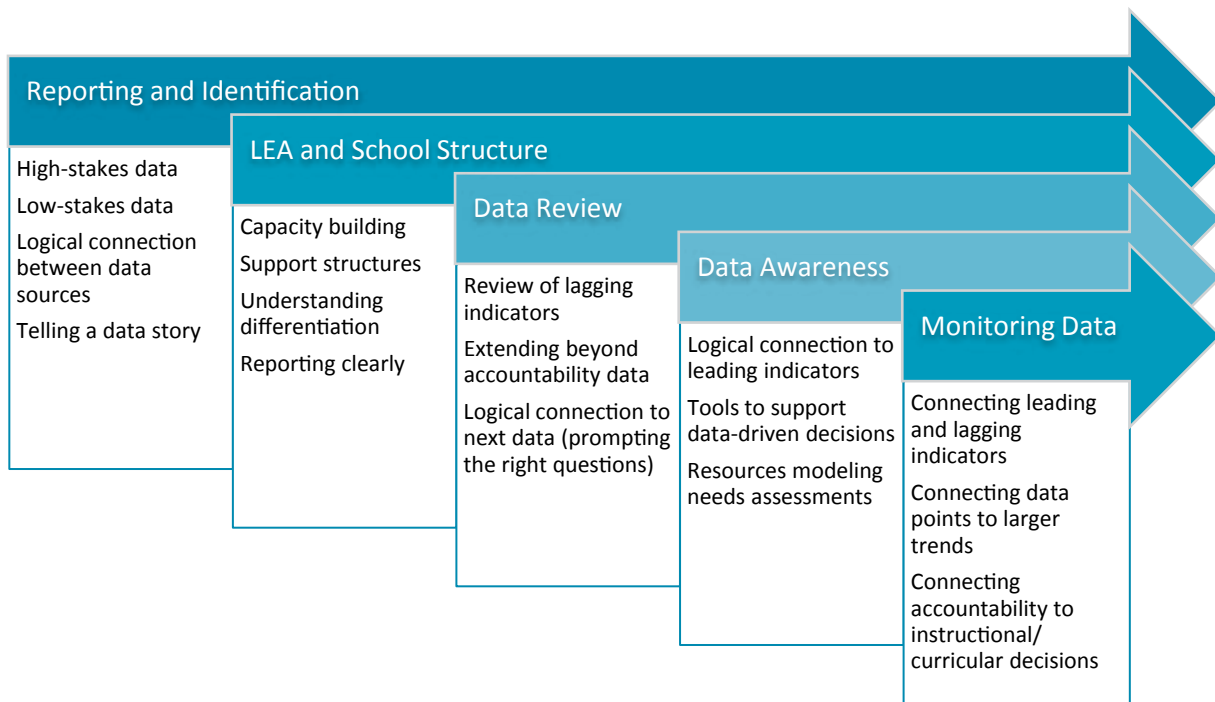 Reporting and Identification
High-stakes data
Low-stakes data
Logical connection
between data
sources
Telling a data story
LEA and School Structure
Capacity building
Support structures
Understanding
differentiation
Reporting clearly
Data Review
Review of lagging
indicators
Extending beyond
accountability data
Logical connection to
next data (prompting
the right questions)
Data Awareness
Logical connection to
leading indicators
Tools to support
data-driven decisions
Resources modeling
needs assessments
Monitoring Data
Connecting leading
and lagging
indicators
Connecting data
points to larger
trends
Connecting
accountability to
instructional/
curricular decisions